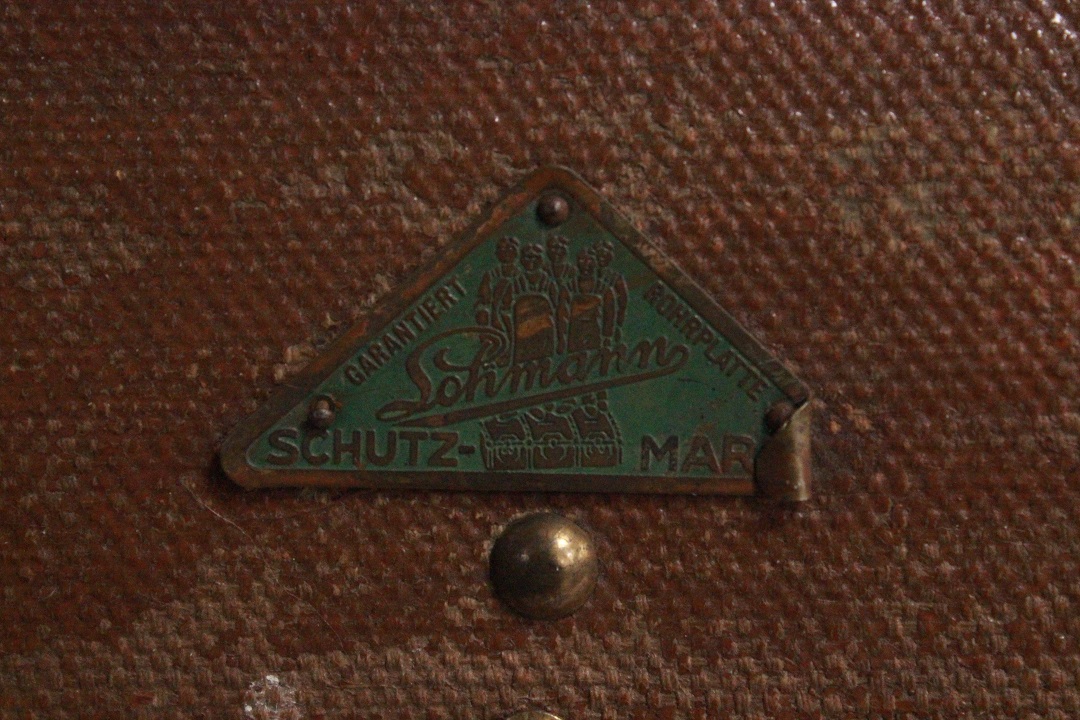 GARANTIERT
ROHRPLATTE
Lohmann
SCHUTZ- MAR